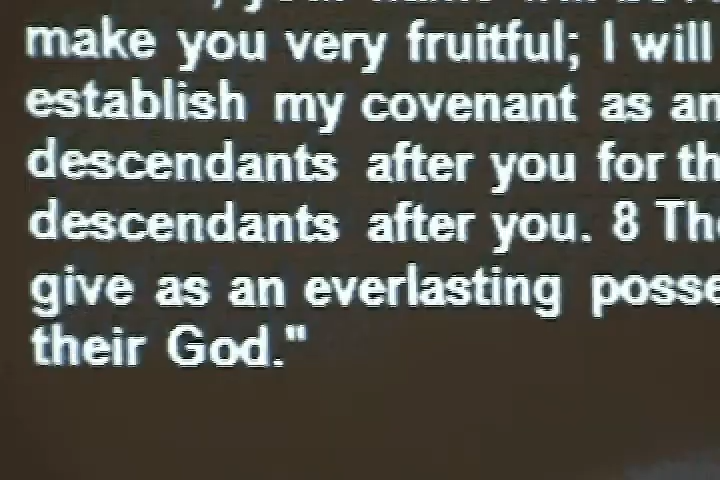 make you very fruitful; I will
establish my covenant as an
descendants after you for th
descendants after you. 8 Th
give as an everlasting posse
their God."